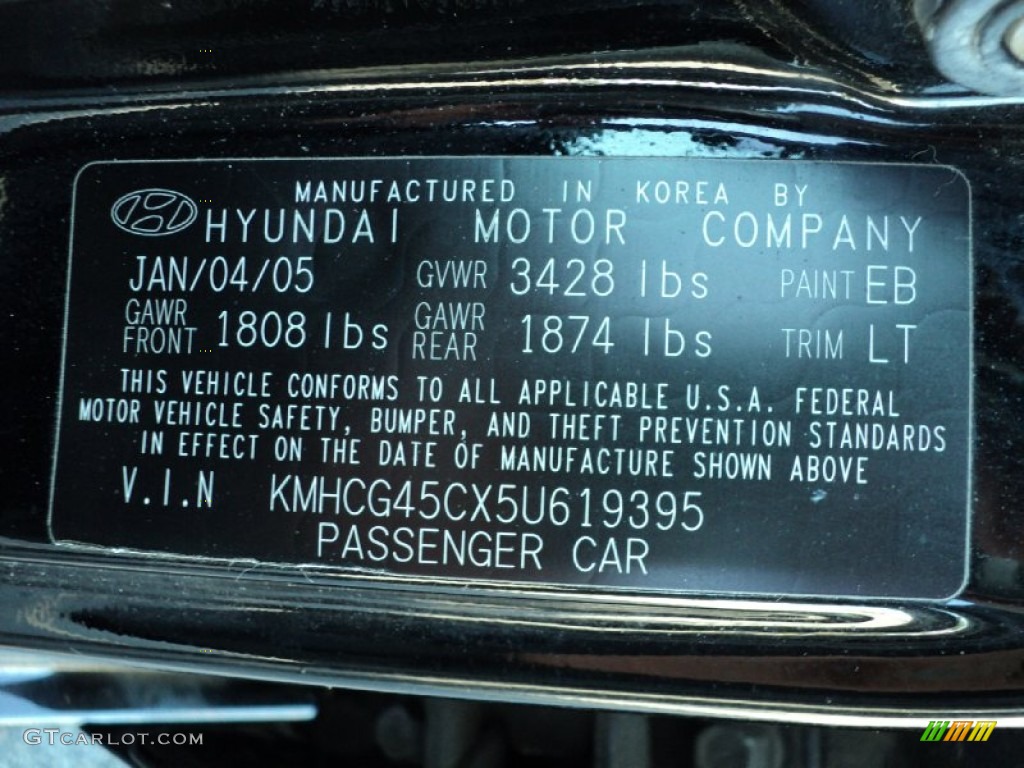 MANUFACTURED IN KOREA BY
HYUNDAI MOTOR COMPANY
JAN/04/05 GVWR 3428 lbs PAINT EB
GAWR FRONT 1808 lbs GAWR REAR 1874 lbs TRIM LT
THIS VEHICLE CONFORMS TO ALL APPLICABLE U.S.A. FEDERAL
MOTOR VEHICLE SAFETY, BUMPER, AND THEFT PREVENTION STANDARDS
IN EFFECT ON THE DATE OF MANUFACTURE SHOWN ABOVE
V.I.N KMHCG45CX5U619395
PASSENGER CAR
GTCARLOT.COM